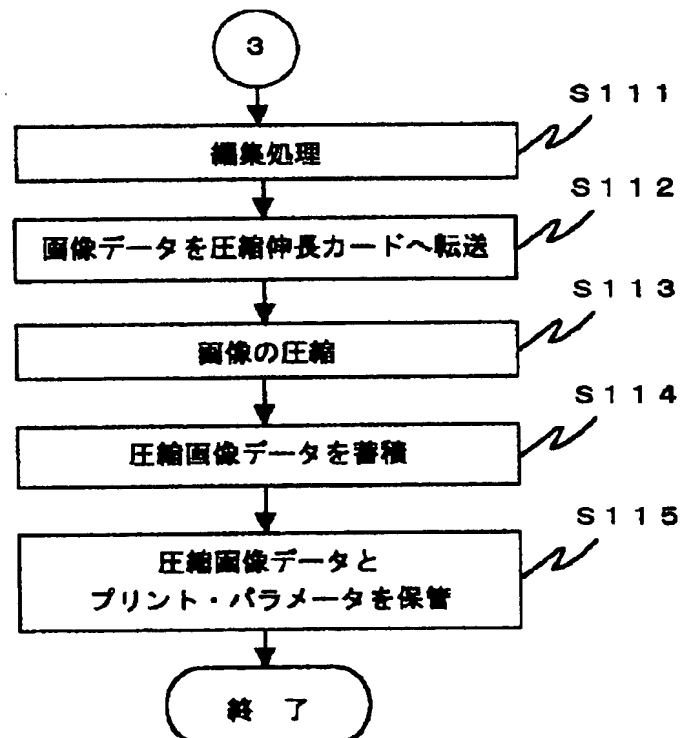 3
S111
編集処理
S112
画像データを圧縮伸長カードへ転送
S113
画像の圧縮
S114
圧縮画像データを蓄積
S115
圧縮画像データと
プリント・パラメータを保管
終 了